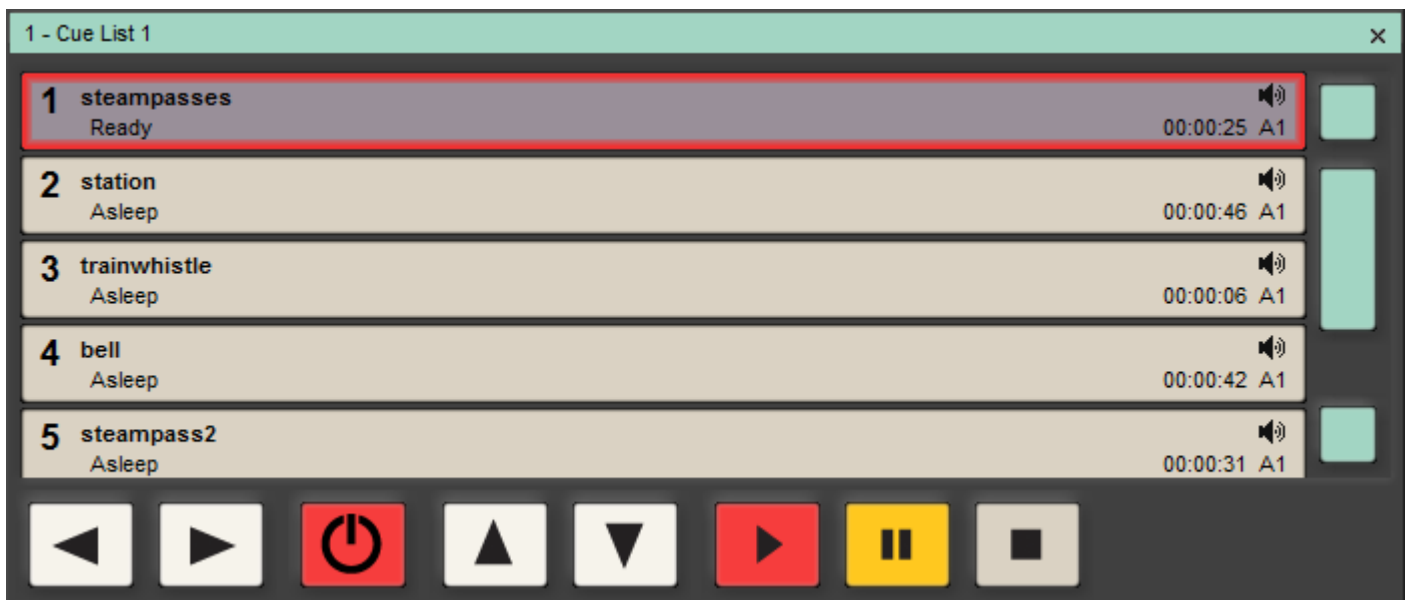 1 - Cue List 1
1 steampasses
Ready 00:00:25 A1
2 station
Asleep 00:00:46 A1
3 trainwhistle
Asleep 00:00:06 A1
4 bell
Asleep 00:00:42 A1
5 steampass2
Asleep 00:00:31 A1